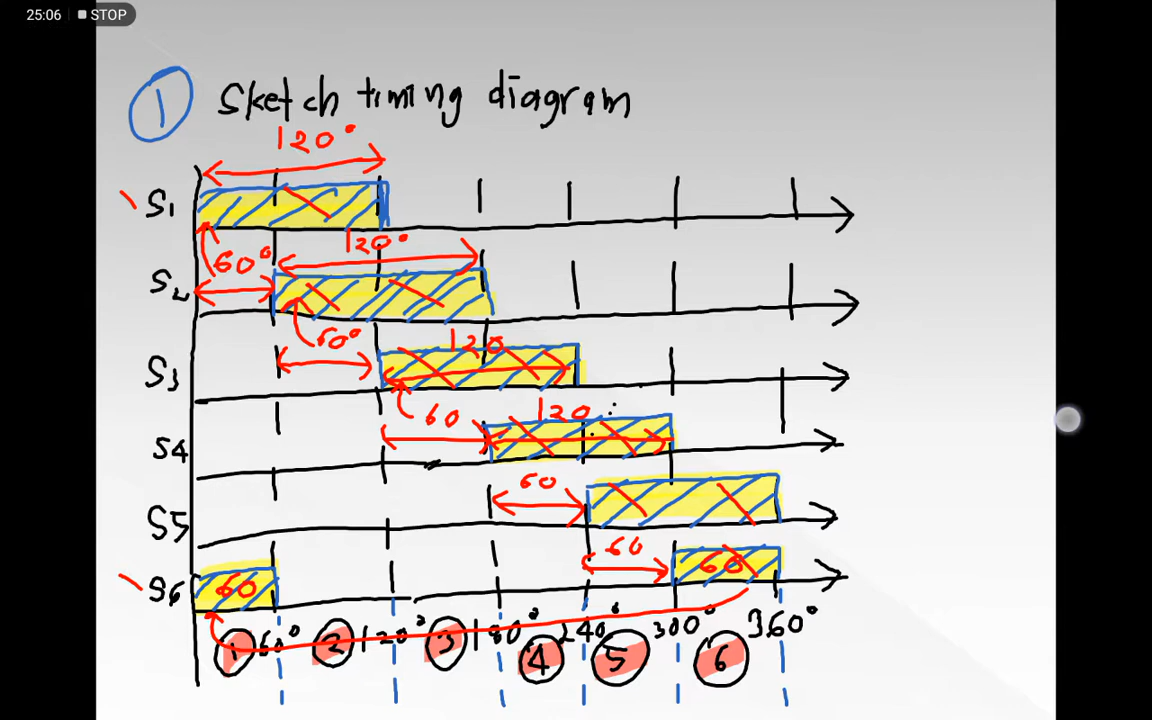 25:06 STOP
1 Sketch timing diagram
120°
S1
60° 120°
S2
60°
120
S3
60 120
S4
60
S5
60
S6 60 60
60° 120° 180° 240° 300° 360°
1 2 3 4 5 6